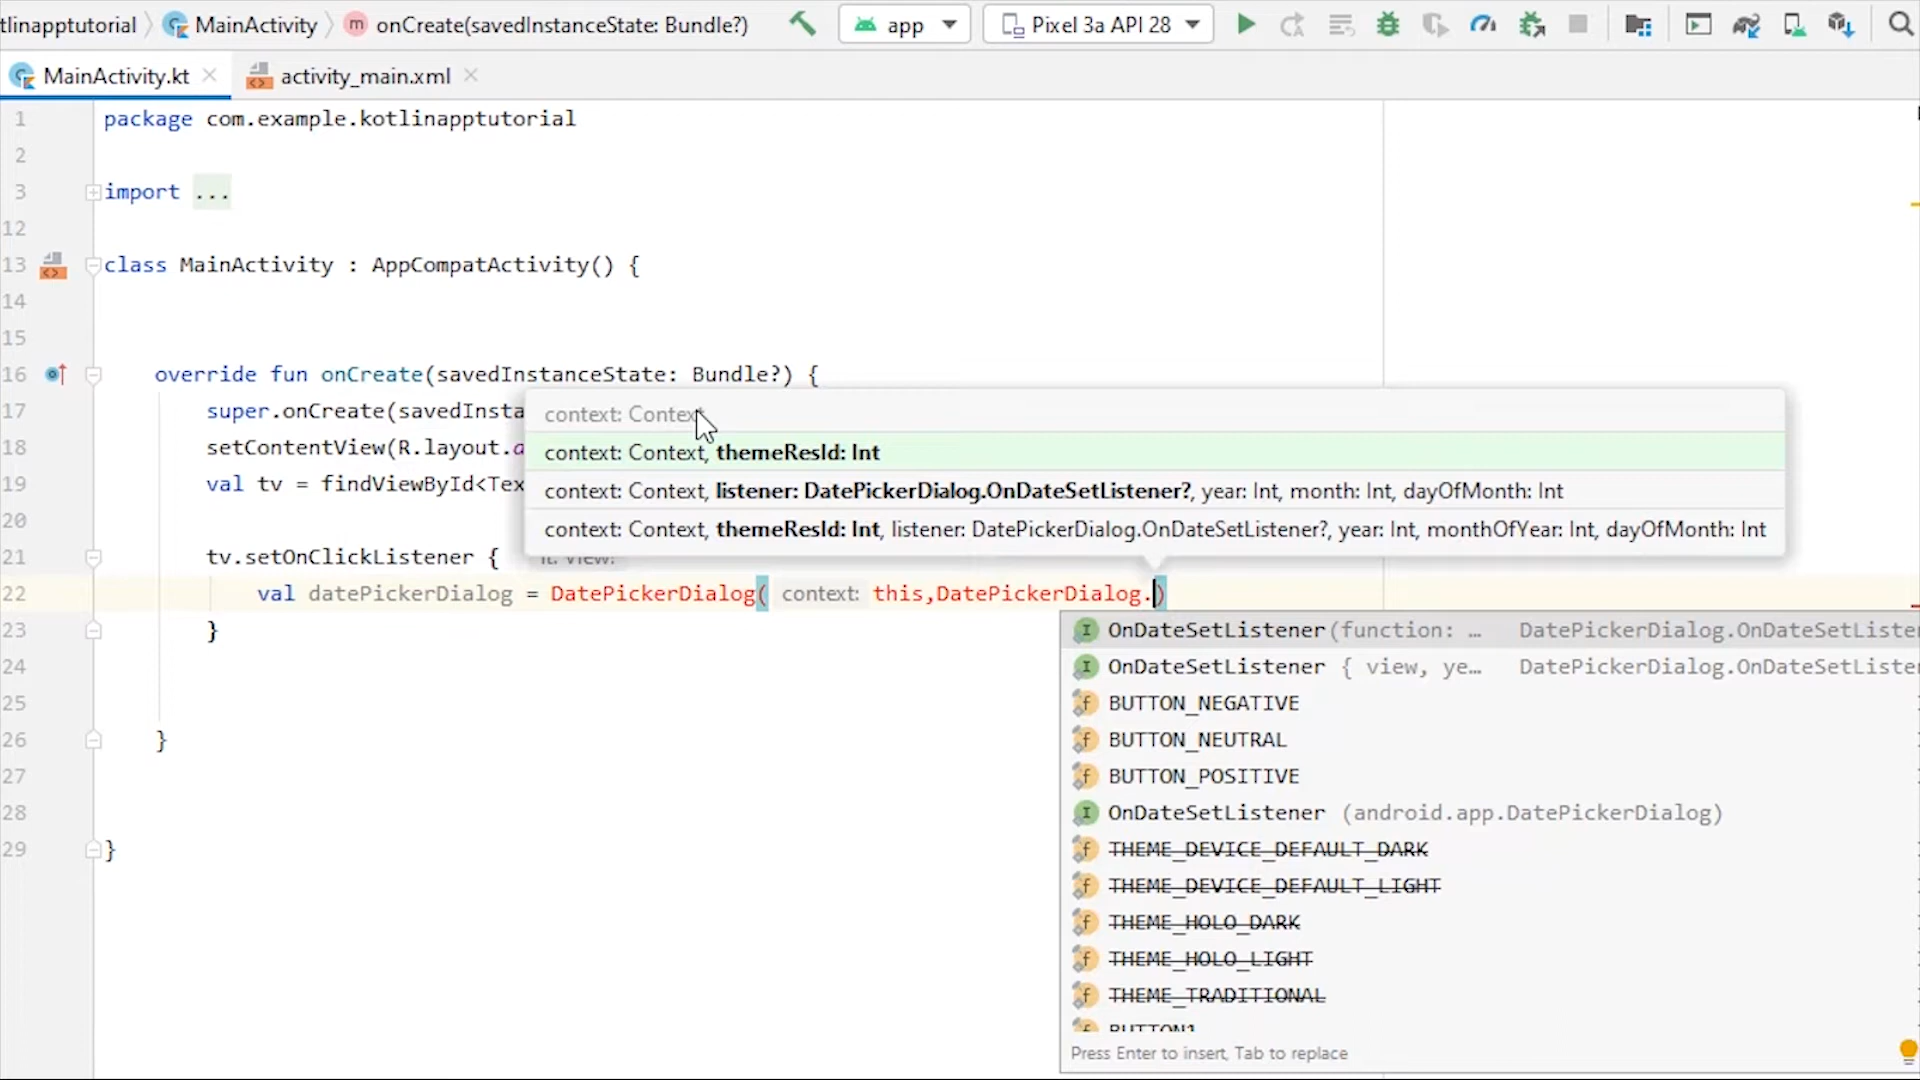 tlinapptutorial MainActivity m onCreate(savedInstanceState: Bundle?) app Pixel 3a API 28
MainActivity.kt activity_main.xml
1 package com.example.kotlinapptutorial
2
3 import ...
12
13 class MainActivity : AppCompatActivity() {
14
15
16 override fun onCreate(savedInstanceState: Bundle?) {
17 super.onCreate(savedInsta
18 setContentView(R.layout.a
19 val tv = findViewById<Tex
20
21 tv.setOnClickListener { it: View!
context: Context
context: Context, themeResId: Int
context: Context, listener: DatePickerDialog.OnDateSetListener?, year: Int, month: Int, dayOfMonth: Int
context: Context, themeResId: Int, listener: DatePickerDialog.OnDateSetListener?, year: Int, monthOfYear: Int, dayOfMonth: Int
22 val datePickerDialog = DatePickerDialog( context: this,DatePickerDialog.)
23 }
24
25
26 }
27
28
29 }
OnDateSetListener(function: … DatePickerDialog.OnDateSetListener
OnDateSetListener { view, ye… DatePickerDialog.OnDateSetListener
BUTTON_NEGATIVE
BUTTON_NEUTRAL
BUTTON_POSITIVE
OnDateSetListener (android.app.DatePickerDialog)
THEME_DEVICE_DEFAULT_DARK
THEME_DEVICE_DEFAULT_LIGHT
THEME_HOLO_DARK
THEME_HOLO_LIGHT
THEME_TRADITIONAL
BUTTON1
Press Enter to insert, Tab to replace